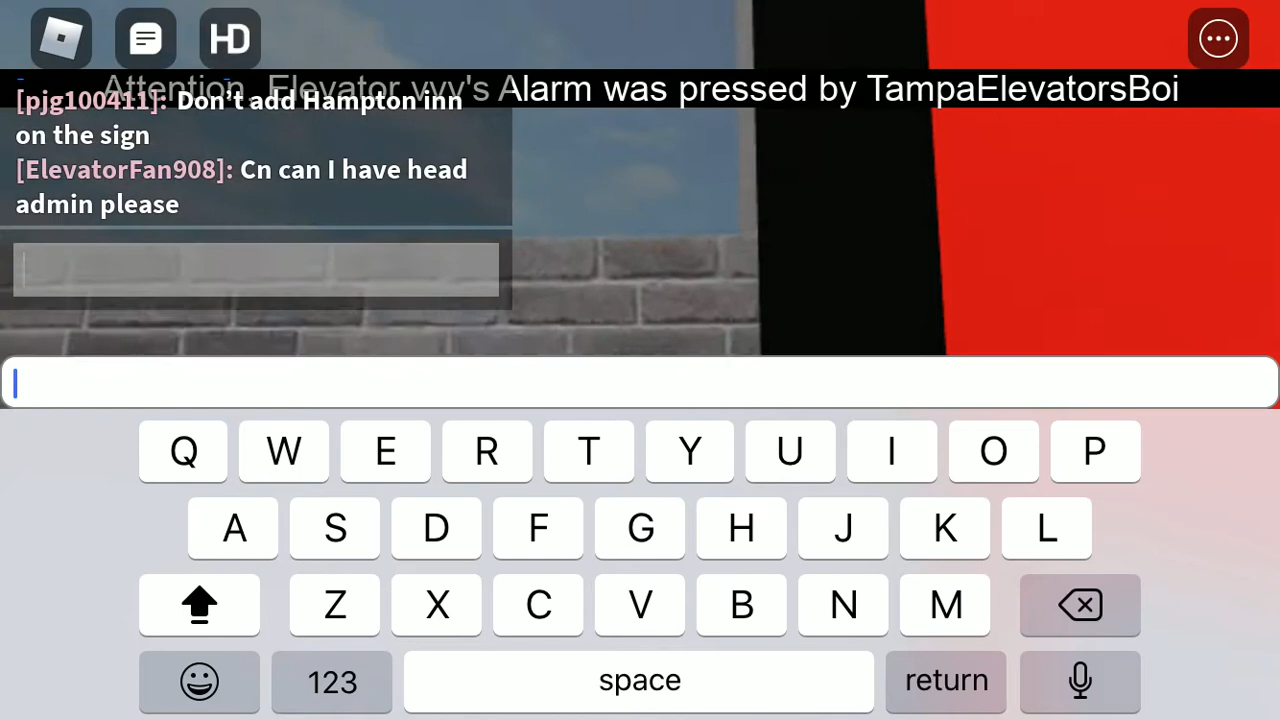 HD
Attention, Elevator vvv's Alarm was pressed by TampaElevatorsBoi
[pjg100411]: Don't add Hampton inn
on the sign
[ElevatorFan908]: Cn can I have head
admin please
Q W E R T Y U I O P
A S D F G H J K L
Z X C V B N M
123 space return